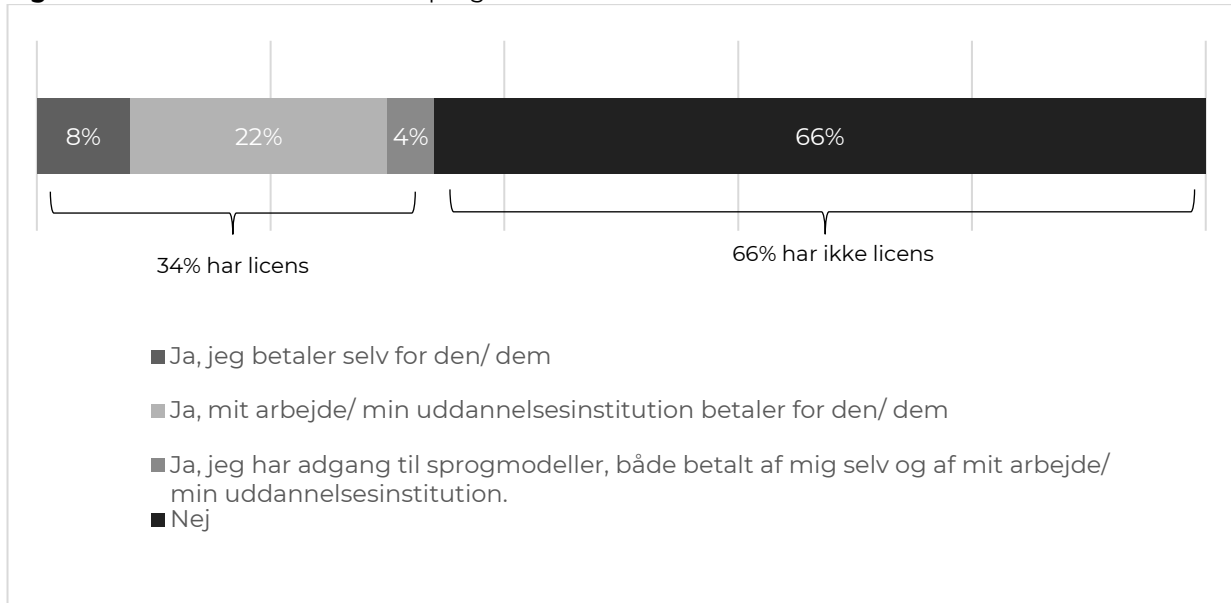 8%
22%
4%
66%
34% har licens
66% har ikke licens
Ja, jeg betaler selv for den/ dem
Ja, mit arbejde/ min uddannelsesinstitution betaler for den/ dem
Ja, jeg har adgang til sprogmodeller, både betalt af mig selv og af mit arbejde/
min uddannelsesinstitution.
Nej